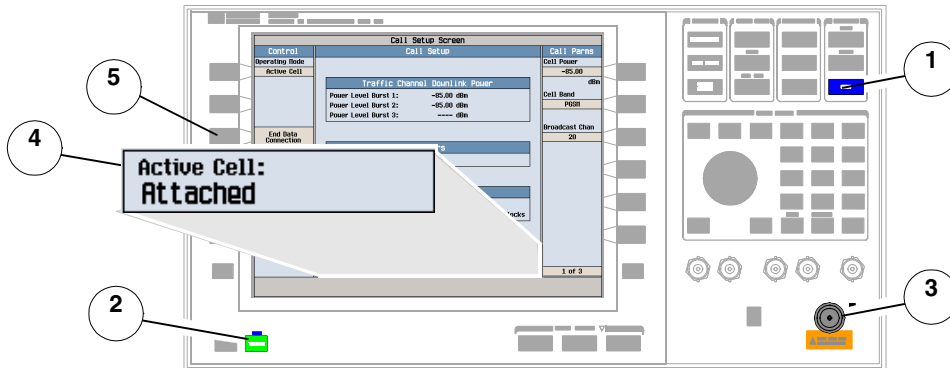 Call Setup Screen
Control
Call Setup
Call Parms
Operating Mode
Active Cell
Cell Power
-85.00
dBm
Traffic Channel Downlink Power
Power Level Burst 1: -85.00 dBm
Power Level Burst 2: -85.00 dBm
Power Level Burst 3: ---- dBm
Cell Band
PGSM
End Data
Connection
Broadcast Chan
20
rs
Active Cell:
Attached
locks
1 of 3
1
2
3
4
5